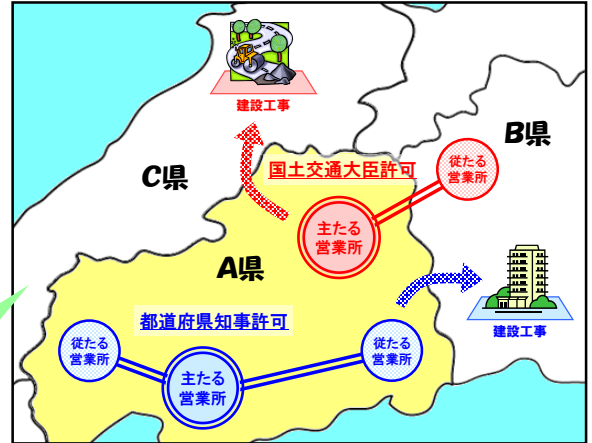 建設工事
B県
C県
国土交通大臣許可
従たる
営業所
主たる
営業所
A県
建設工事
都道府県知事許可
従たる
営業所
従たる
営業所
主たる
営業所